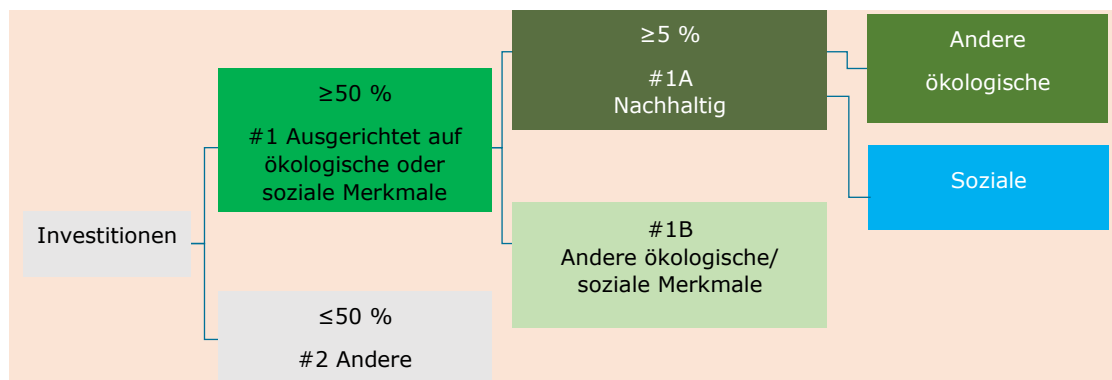 Investitionen
≥50 %
#1 Ausgerichtet auf
ökologische oder
soziale Merkmale
≤50 %
#2 Andere
≥5 %
#1A
Nachhaltig
#1B
Andere ökologische/
soziale Merkmale
Andere
ökologische
Soziale